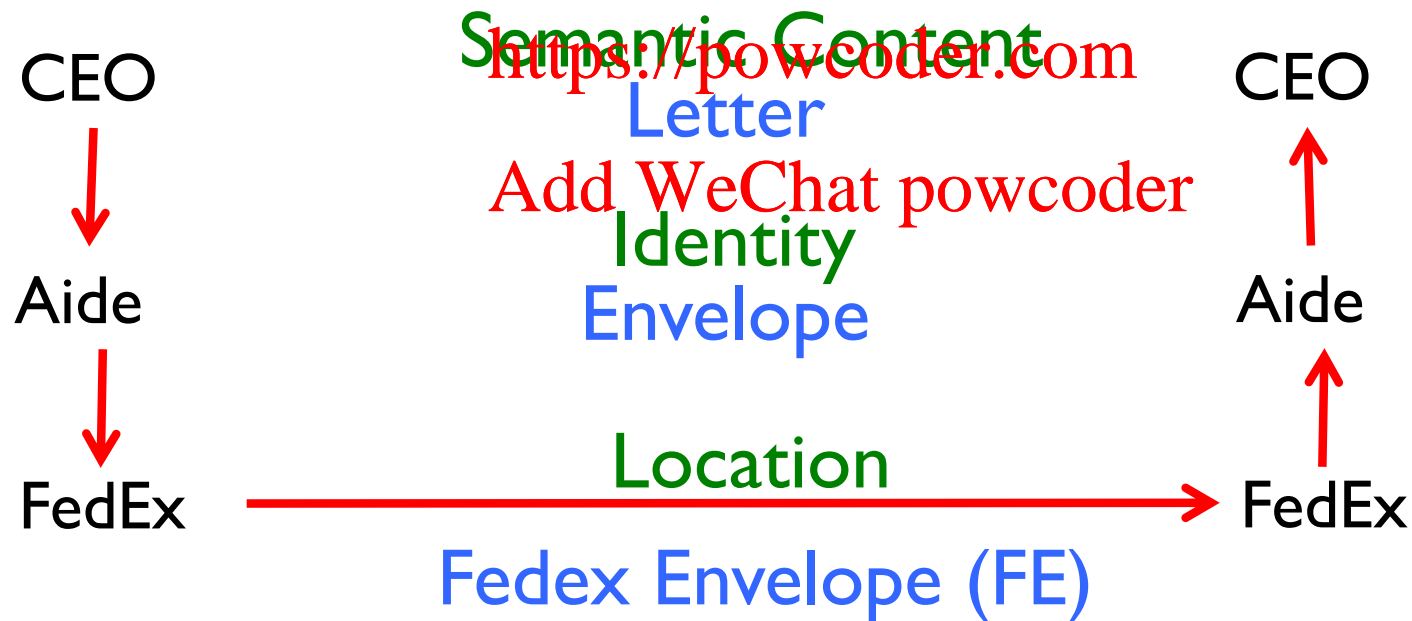 Semantic Content
https://powcoder.com
CEO
CEO
Letter
Add WeChat powcoder
Identity
Aide
Aide
Envelope
Location
FedEx
FedEx
Fedex Envelope (FE)